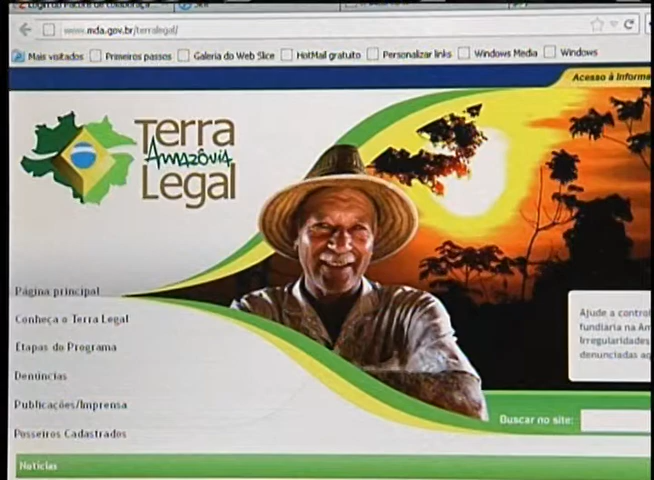 www.mda.gov.br/terralegal/
Mais visitados Primeiros passos Galeria do Web Slice HotMail gratuito Personalizar links Windows Media Windows
Acesso à Informa
Terra
AMAZÔNIA
Legal
Página principal
Conheça o Terra Legal
Etapas do Programa
Denúncias
Publicações/Imprensa
Posseiros Cadastrados
Notícias
Ajude a control
fundiária na Am
Irregularidades
denunciadas aq
Buscar no site: